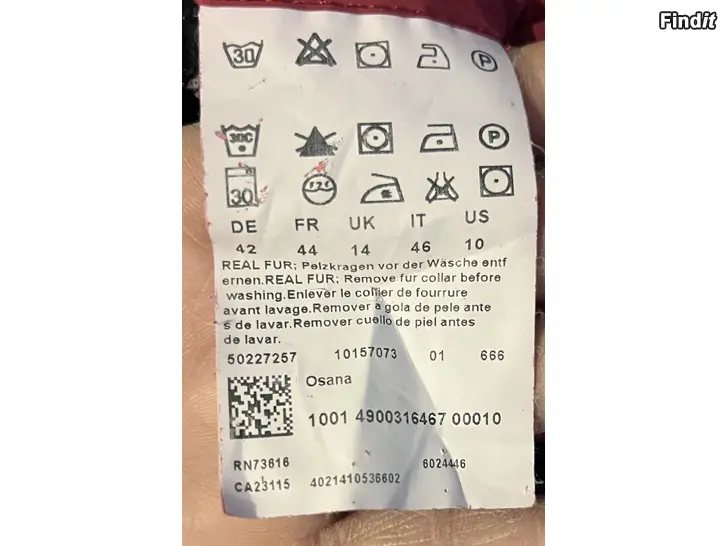 Findit
30
P
30C
P
30
DE FR UK IT US
42 44 14 46 10
REAL FUR; Pelzkragen vor der Wäsche entf
ernen.REAL FUR; Remove fur collar before
washing.Enlever le collier de fourrure
avant lavage.Remover a gola de pele ante
s de lavar.Remover cuello de piel antes
de lavar.
50227257 10157073 01 666
Osana
1001 4900316467 00010
RN73616 6024446
CA23115 4021410536602